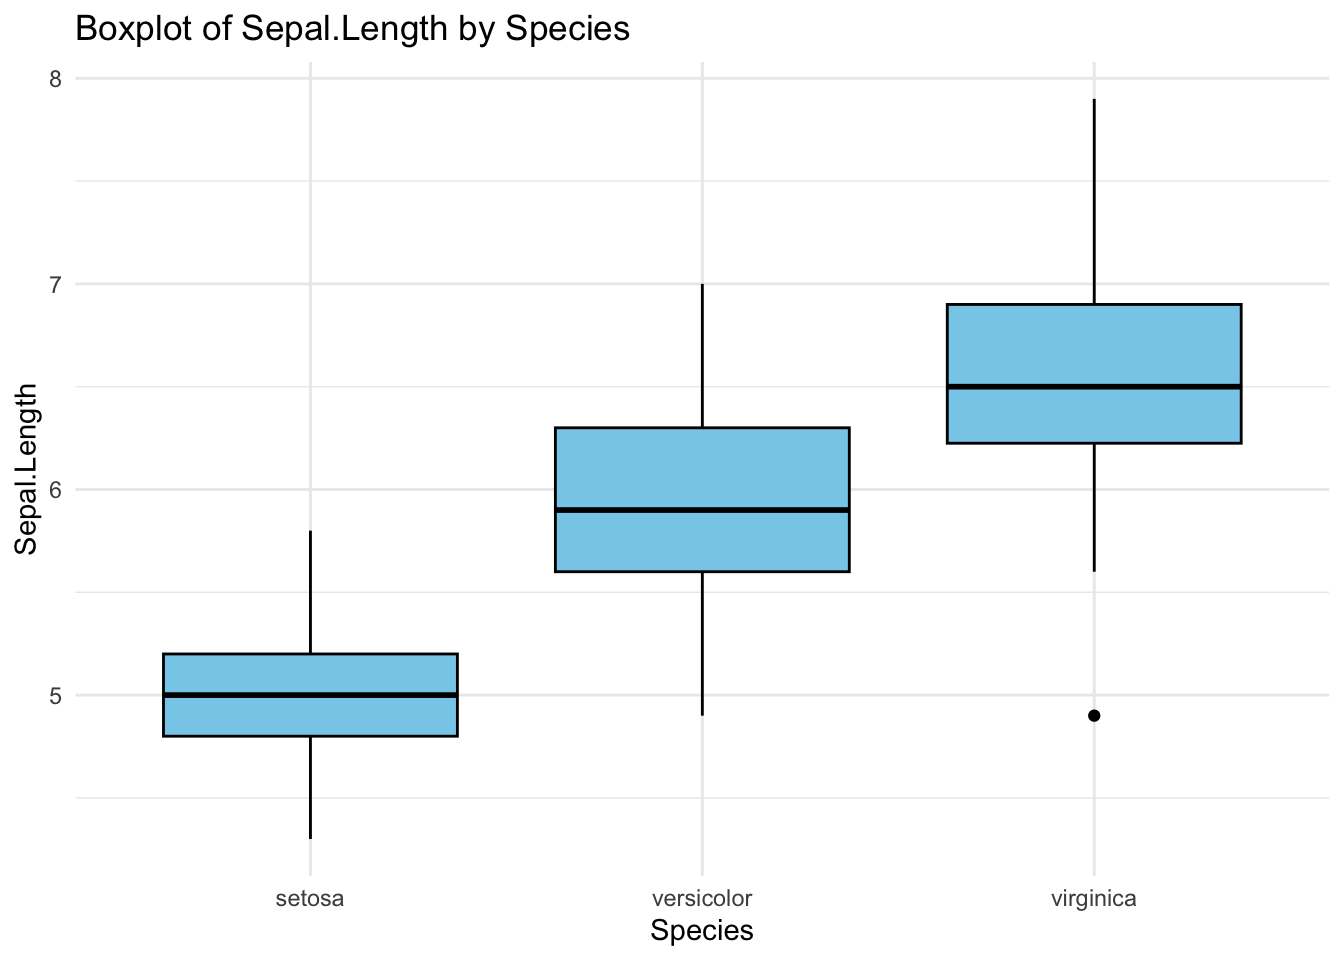 Boxplot of Sepal.Length by Species
8
7
6
5
Sepal.Length
setosa
versicolor
virginica
Species